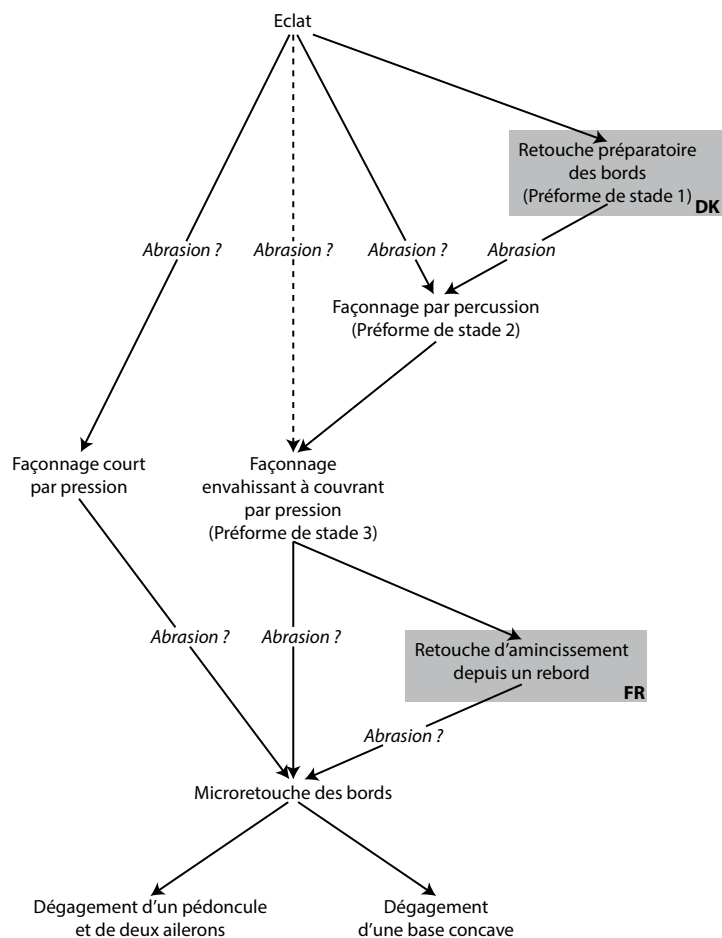 Eclat
Retouche préparatoire
des bords
(Préforme de stade 1)
DK
Abrasion ?
Abrasion ?
Abrasion ?
Abrasion
Façonnage par percussion
(Préforme de stade 2)
Façonnage court
par pression
Façonnage
envahissant à couvrant
par pression
(Préforme de stade 3)
Abrasion ?
Abrasion ?
Retouche d’amincissement
depuis un rebord
FR
Abrasion ?
Microretouche des bords
Dégagement d’un pédoncule
et de deux ailerons
Dégagement
d’une base concave